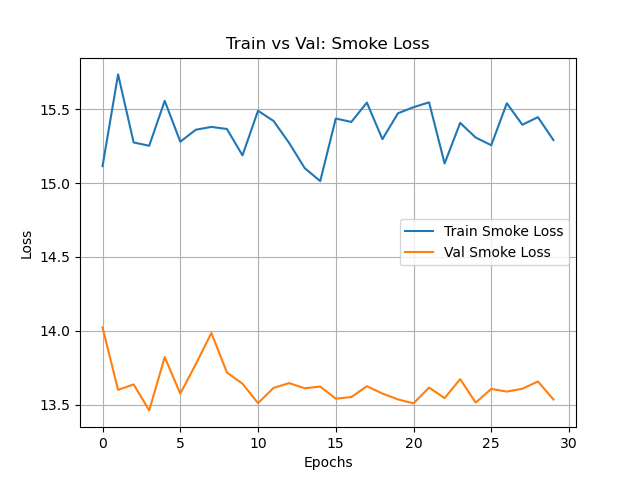 Train vs Val: Smoke Loss
15.5
15.0
14.5
14.0
13.5
Loss
Train Smoke Loss
Val Smoke Loss
0 5 10 15 20 25 30
Epochs